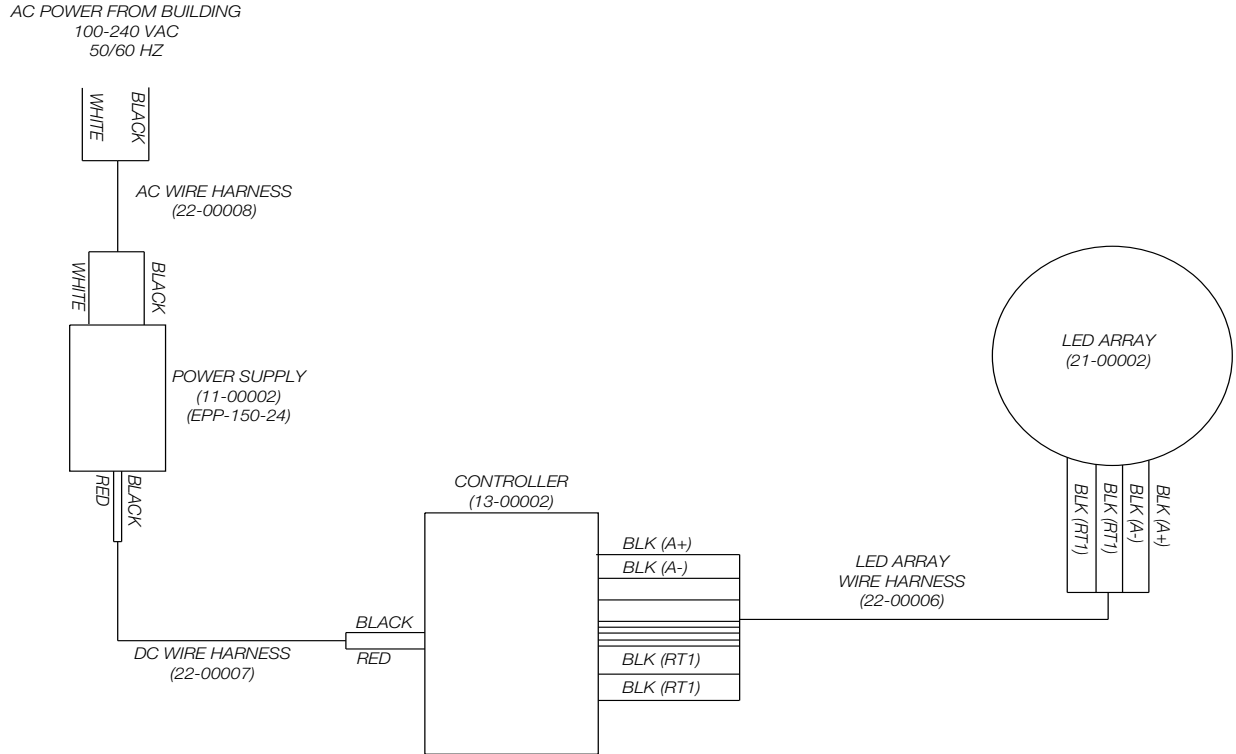 AC POWER FROM BUILDING
100-240 VAC
50/60 HZ
WHITE
BLACK
AC WIRE HARNESS
(22-00008)
WHITE
BLACK
POWER SUPPLY
(11-00002)
(EPP-150-24)
RED
BLACK
DC WIRE HARNESS
(22-00007)
BLACK
RED
CONTROLLER
(13-00002)
BLK (A+)
BLK (A-)
BLK (RT1)
BLK (RT1)
LED ARRAY
WIRE HARNESS
(22-00006)
LED ARRAY
(21-00002)
BLK (RT1)
BLK (RT1)
BLK (A-)
BLK (A+)